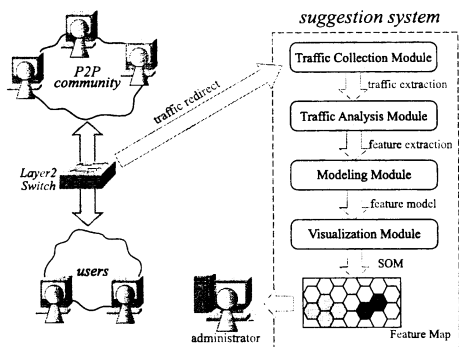 suggestion system
P2P
community
Traffic Collection Module
traffic extraction
traffic redirect
Traffic Analysis Module
feature extraction
Layer2
Switch
Modeling Module
feature model
Visualization Module
users
SOM
administrator
Feature Map